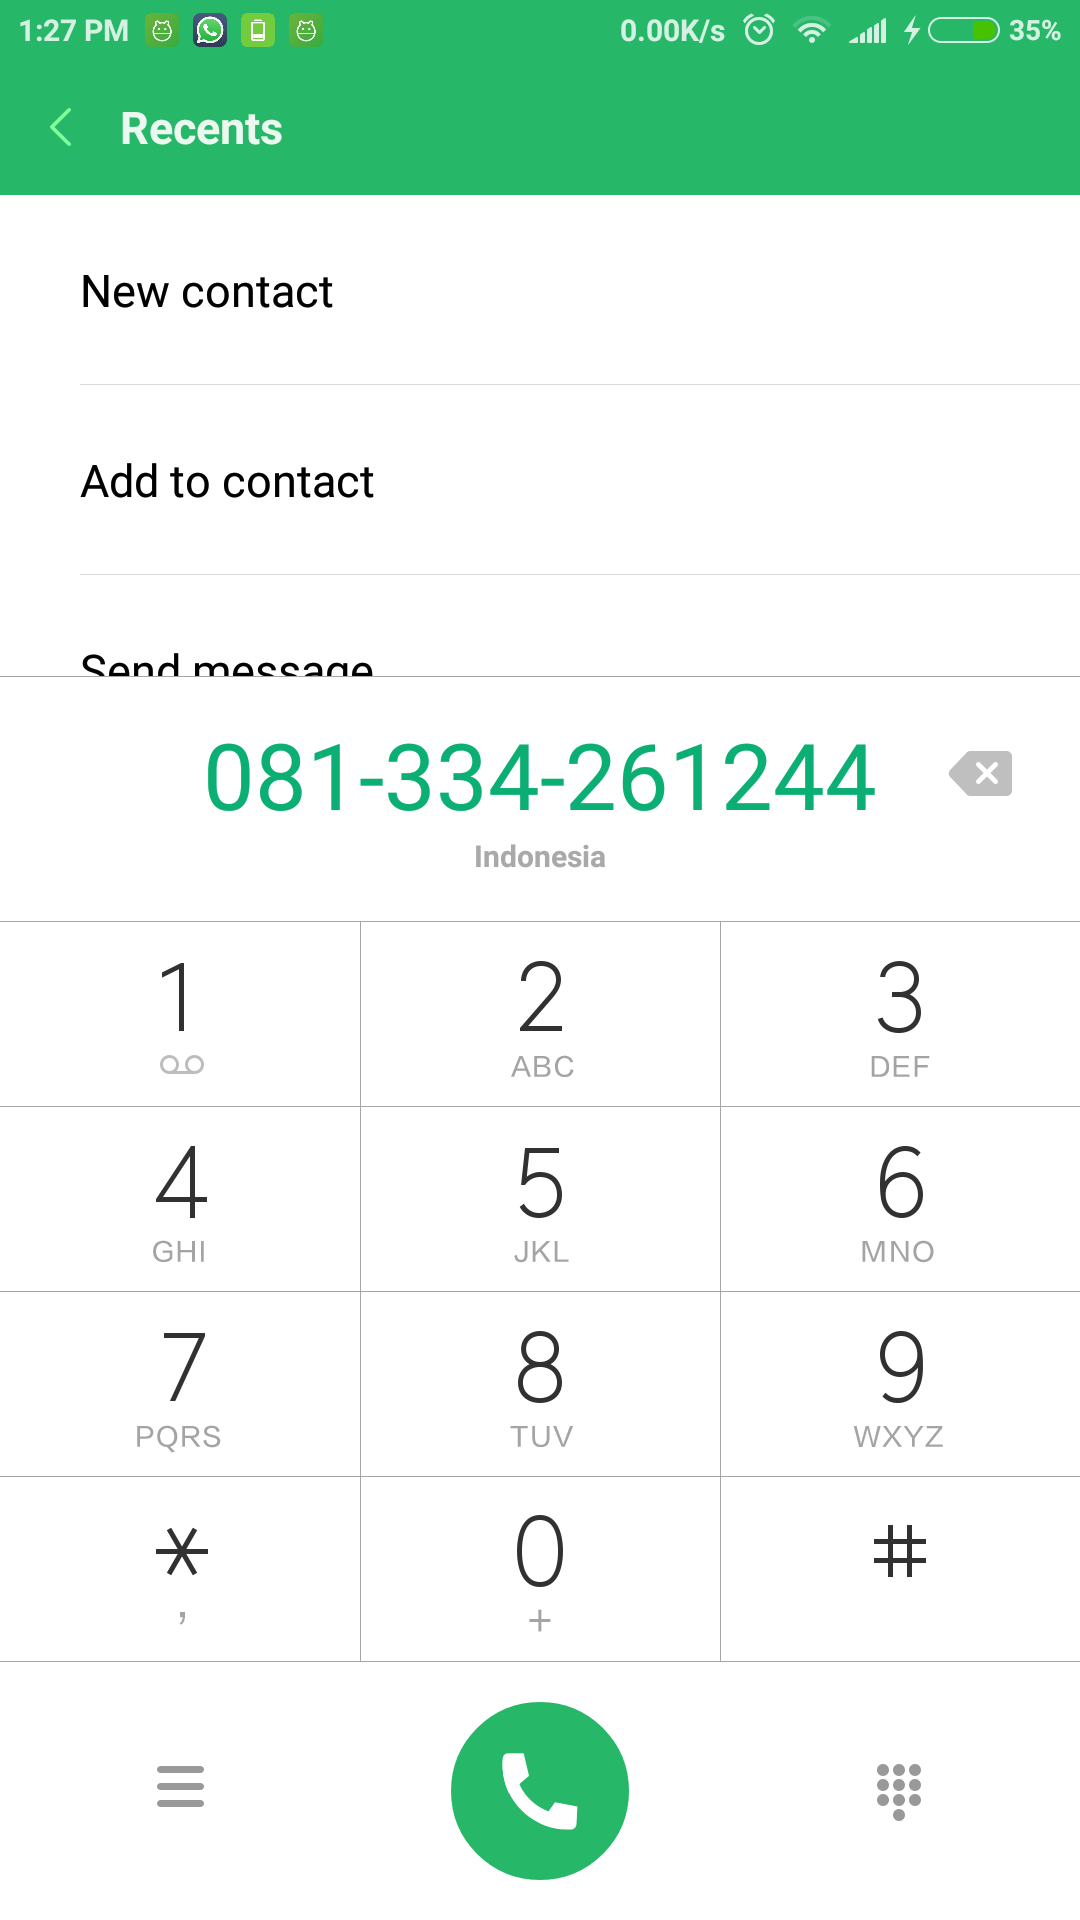 1:27 PM 0.00K/s 35%
Recents
New contact
Add to contact
Send message
081-334-261244
Indonesia
1 2 3
ABC DEF
4 5 6
GHI JKL MNO
7 8 9
PQRS TUV WXYZ
* 0 #
, +